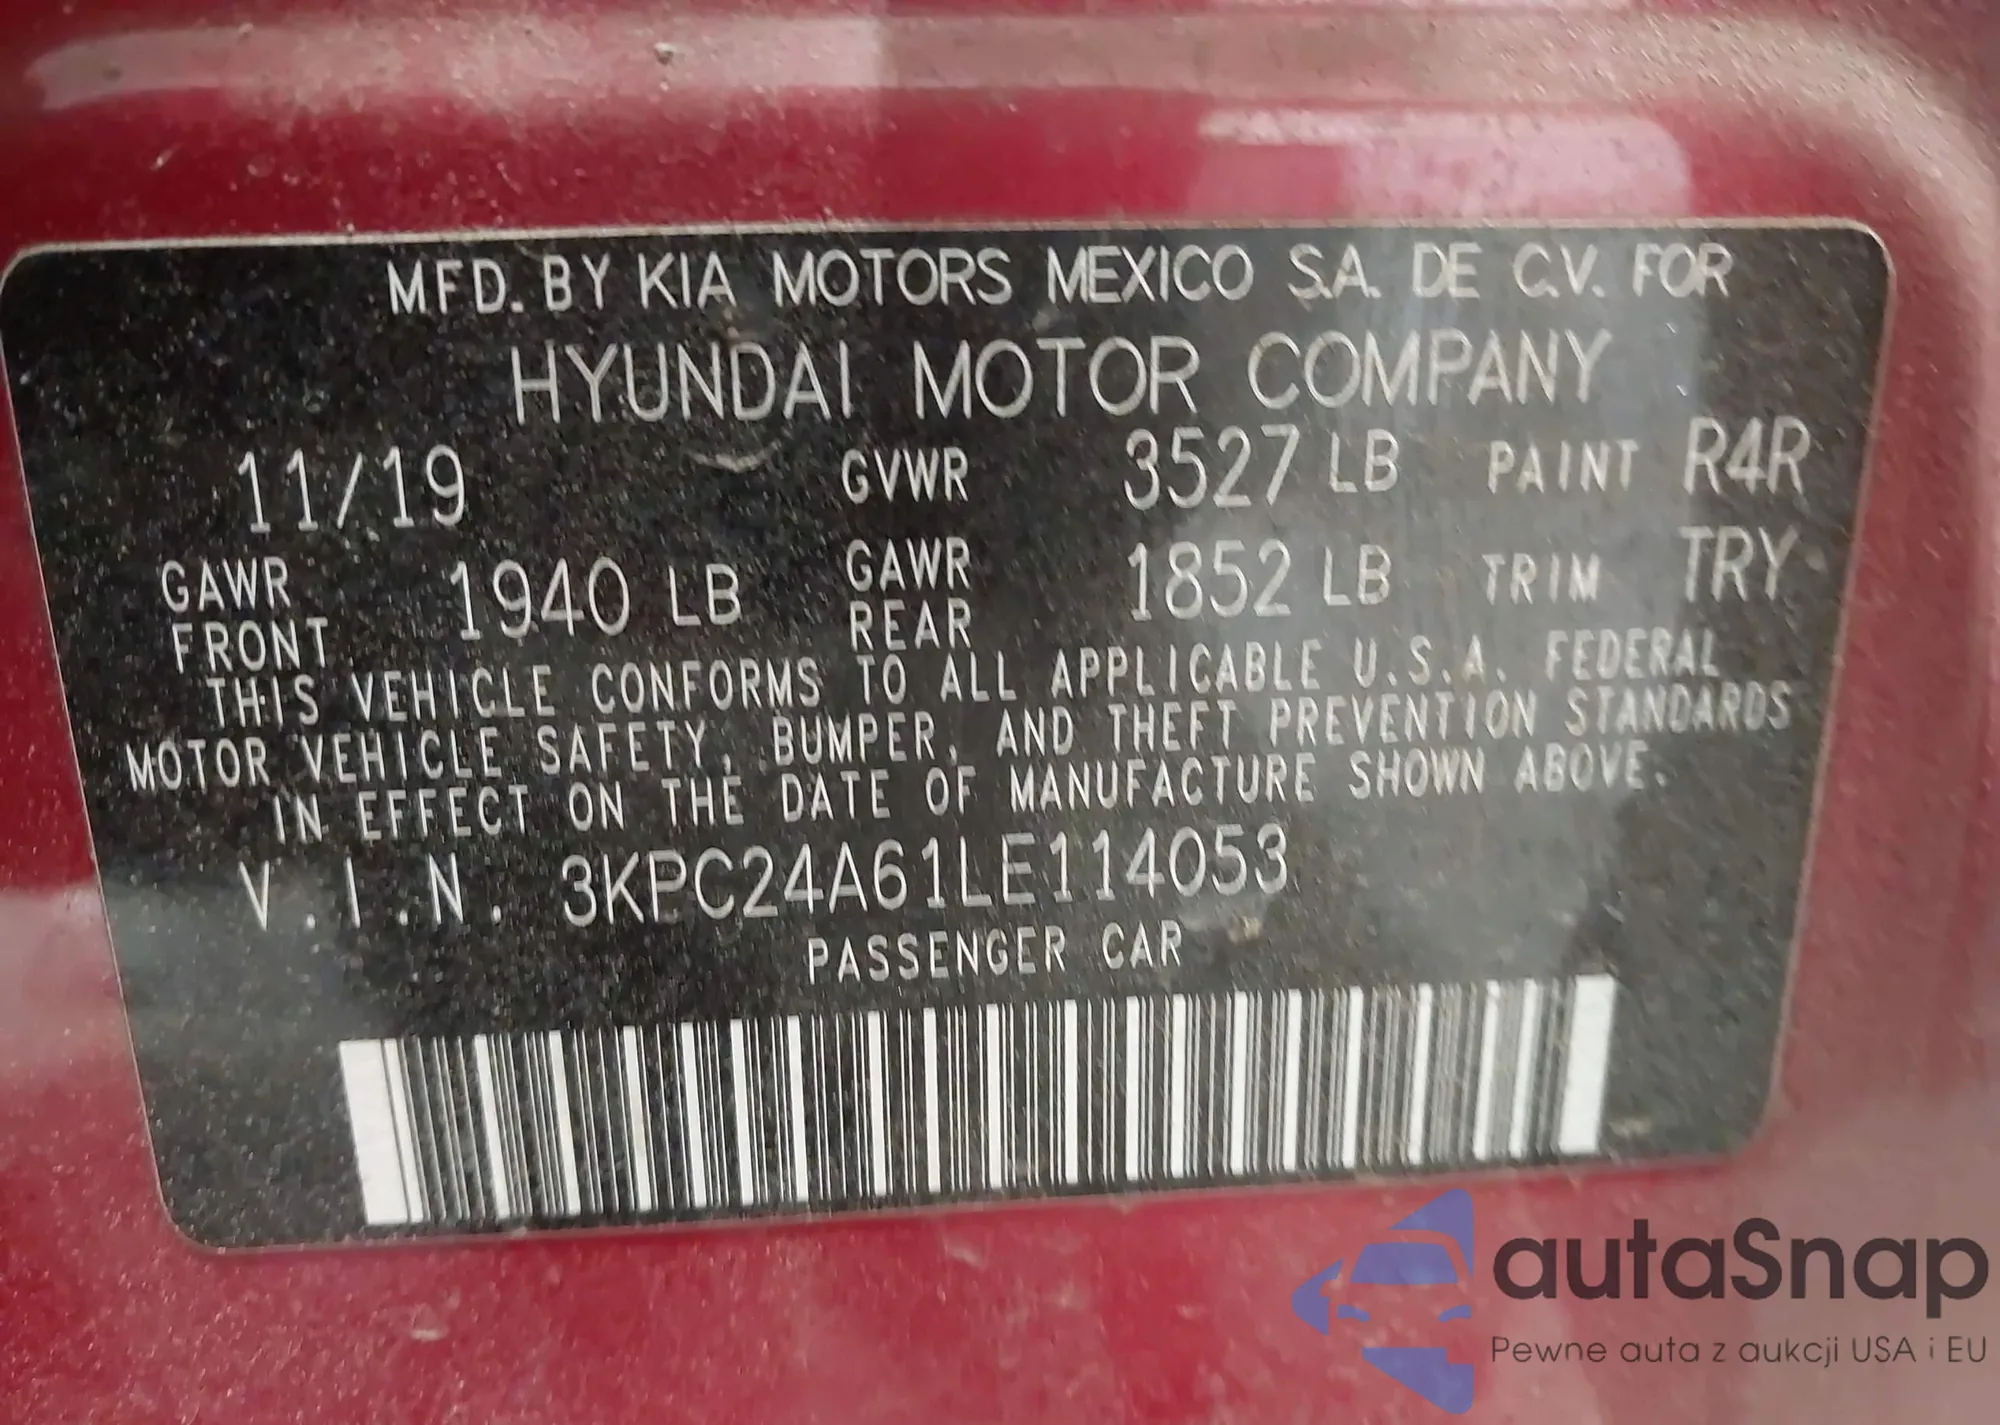 MFD. BY KIA MOTORS MEXICO S.A. DE C.V. FOR
HYUNDAI MOTOR COMPANY
11/19 GVWR 3527 LB PAINT R4R
GAWR FRONT 1940 LB GAWR REAR 1852 LB TRIM TRY
THIS VEHICLE CONFORMS TO ALL APPLICABLE U.S.A. FEDERAL
MOTOR VEHICLE SAFETY, BUMPER, AND THEFT PREVENTION STANDARDS
IN EFFECT ON THE DATE OF MANUFACTURE SHOWN ABOVE.
V.I.N. 3KPC24A61LE114053
PASSENGER CAR
autaSnap
Pewne auta z aukcji USA i EU